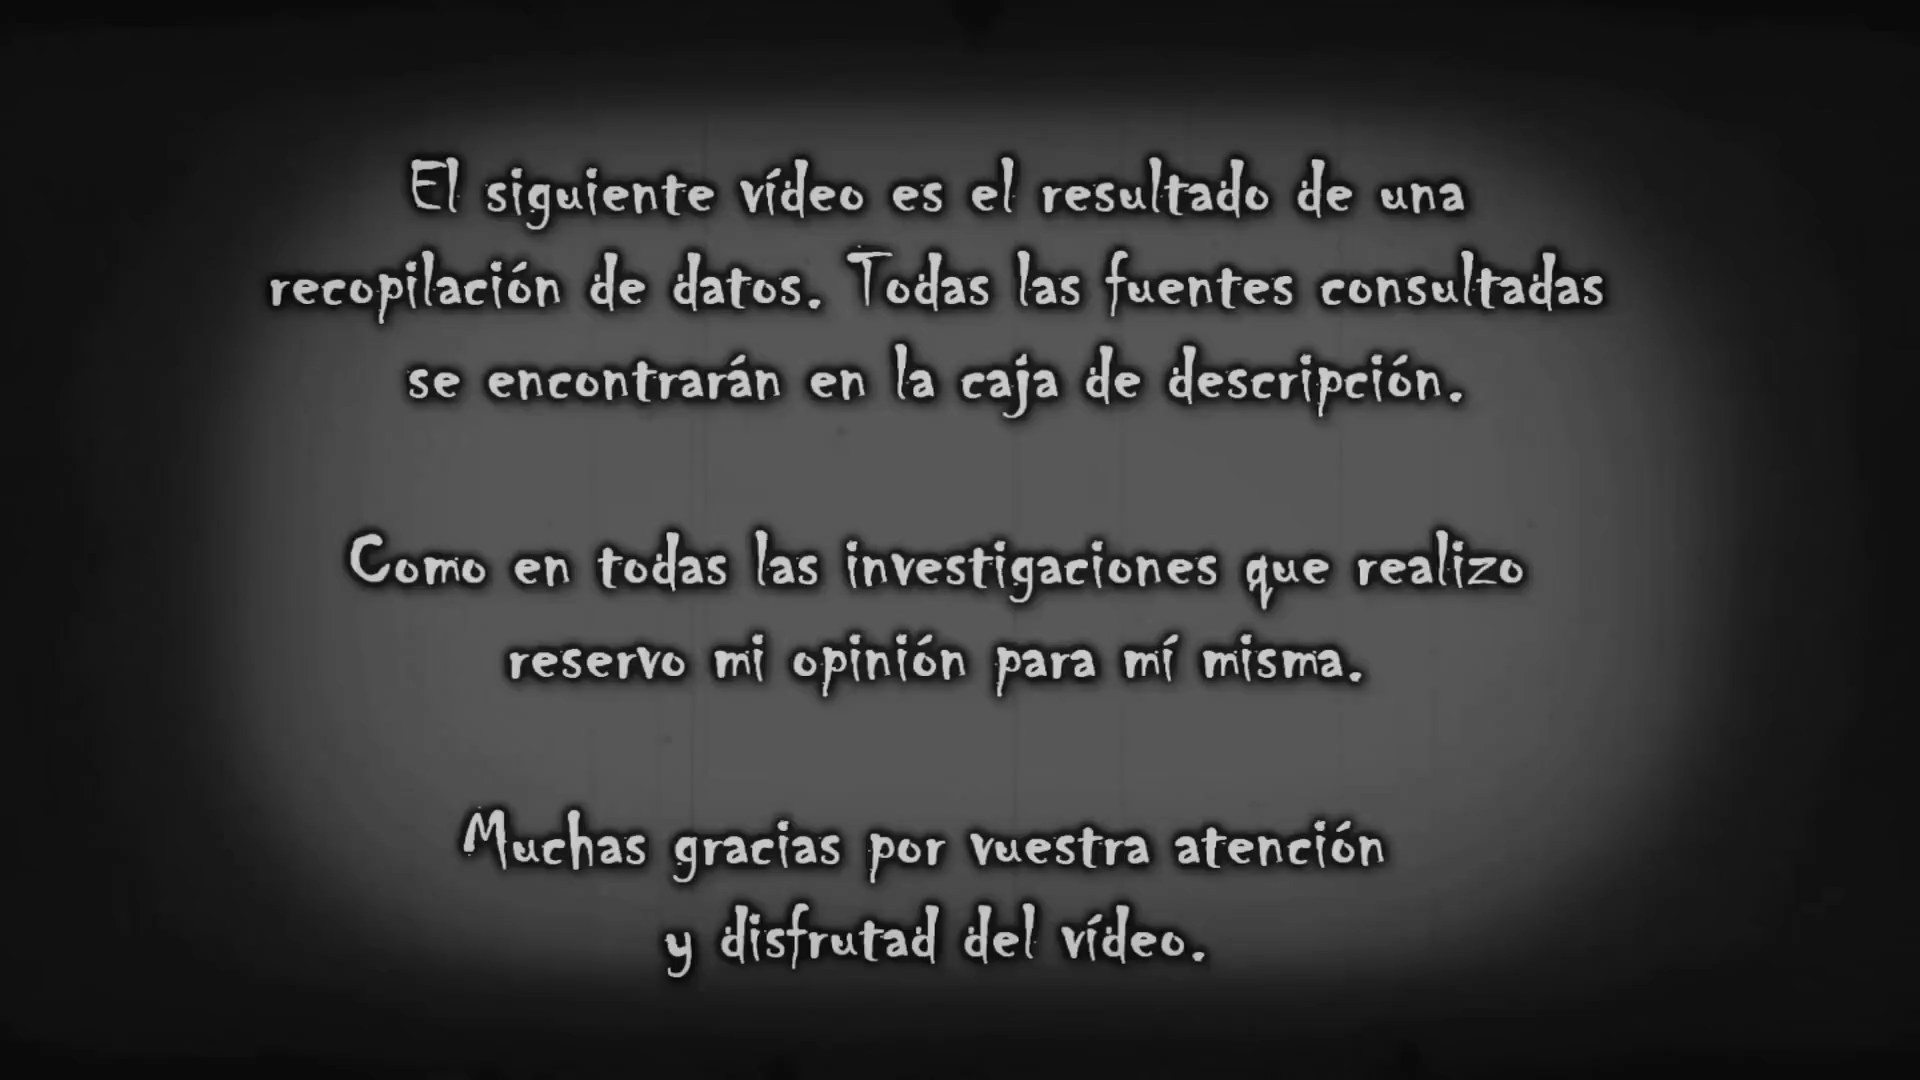 El siguiente vídeo es el resultado de una
recopilación de datos. Todas las fuentes consultadas
se encontrarán en la caja de descripción.
Como en todas las investigaciones que realizo
reservo mi opinión para mí misma.
Muchas gracias por vuestra atención
y disfrutad del vídeo.